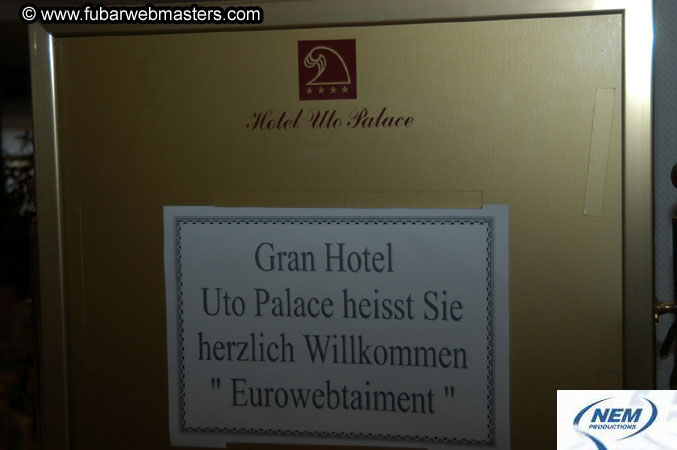 © www.fubarwebmasters.com
Hotel Uto Palace
Gran Hotel
Uto Palace heisst Sie
herzlich Willkommen
" Eurowebtaiment "
NEM
PRODUCTIONS